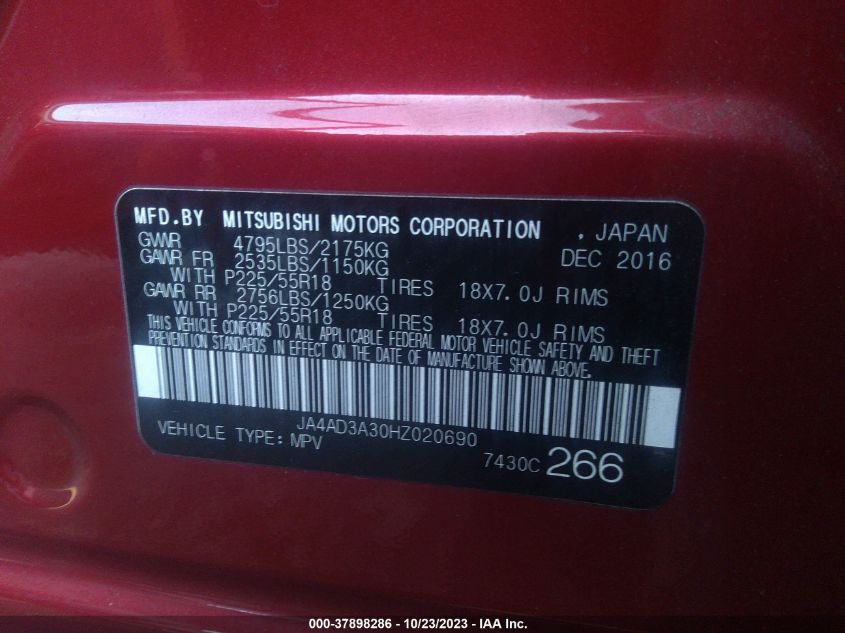 MFD.BY MITSUBISHI MOTORS CORPORATION . JAPAN
GVWR 4795LBS/2175KG DEC 2016
GAWR FR 2535LBS/1150KG
WITH P225/55R18 TIRES 18X7.0J RIMS
GAWR RR 2756LBS/1250KG
WITH P225/55R18 TIRES 18X7.0J RIMS
THIS VEHICLE CONFORMS TO ALL APPLICABLE FEDERAL MOTOR VEHICLE SAFETY AND THEFT
PREVENTION STANDARDS IN EFFECT ON THE DATE OF MANUFACTURE SHOWN ABOVE.
JA4AD3A30HZ020690
VEHICLE TYPE: MPV
7430C 266
000-37898286 - 10/23/2023 - IAA Inc.